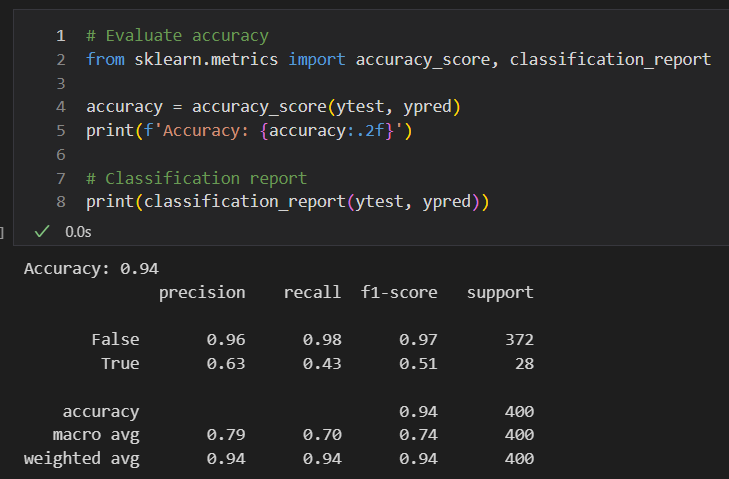 1 # Evaluate accuracy
2 from sklearn.metrics import accuracy_score, classification_report
3
4 accuracy = accuracy_score(ytest, ypred)
5 print(f'Accuracy: {accuracy:.2f}')
6
7 # Classification report
8 print(classification_report(ytest, ypred))
] ✓ 0.0s
Accuracy: 0.94
precision recall f1-score support
False 0.96 0.98 0.97 372
True 0.63 0.43 0.51 28
accuracy 0.94 400
macro avg 0.79 0.70 0.74 400
weighted avg 0.94 0.94 0.94 400